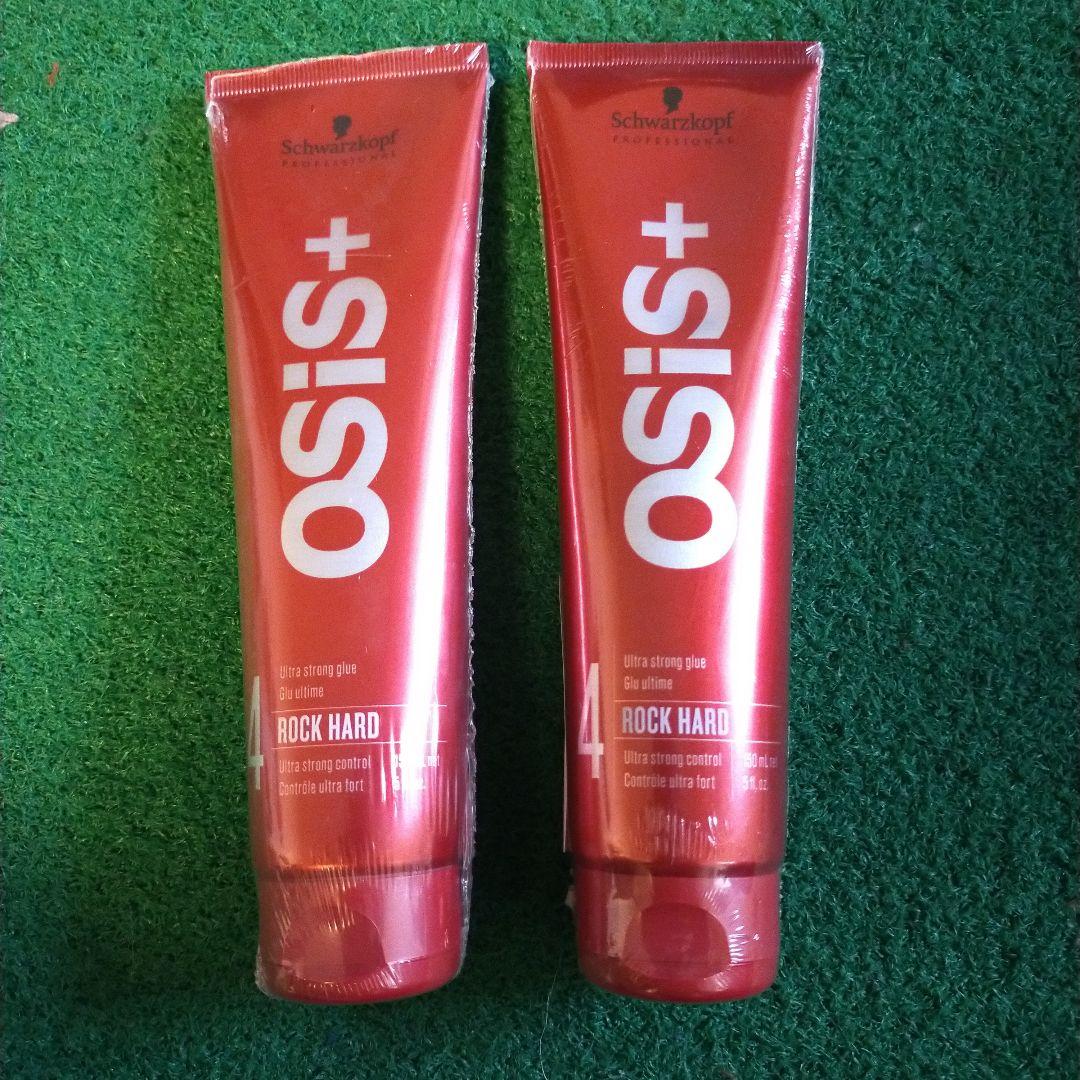 Schwarzkopf
PROFESSIONAL
OSiS+
Ultra strong glue
Glu ultime
4
ROCK HARD
Ultra strong control
Contrôle ultra fort
Schwarzkopf
PROFESSIONAL
OSiS+
Ultra strong glue
Glu ultime
4
ROCK HARD
Ultra strong control 150 mL net
Contrôle ultra fort 5 fl. oz.